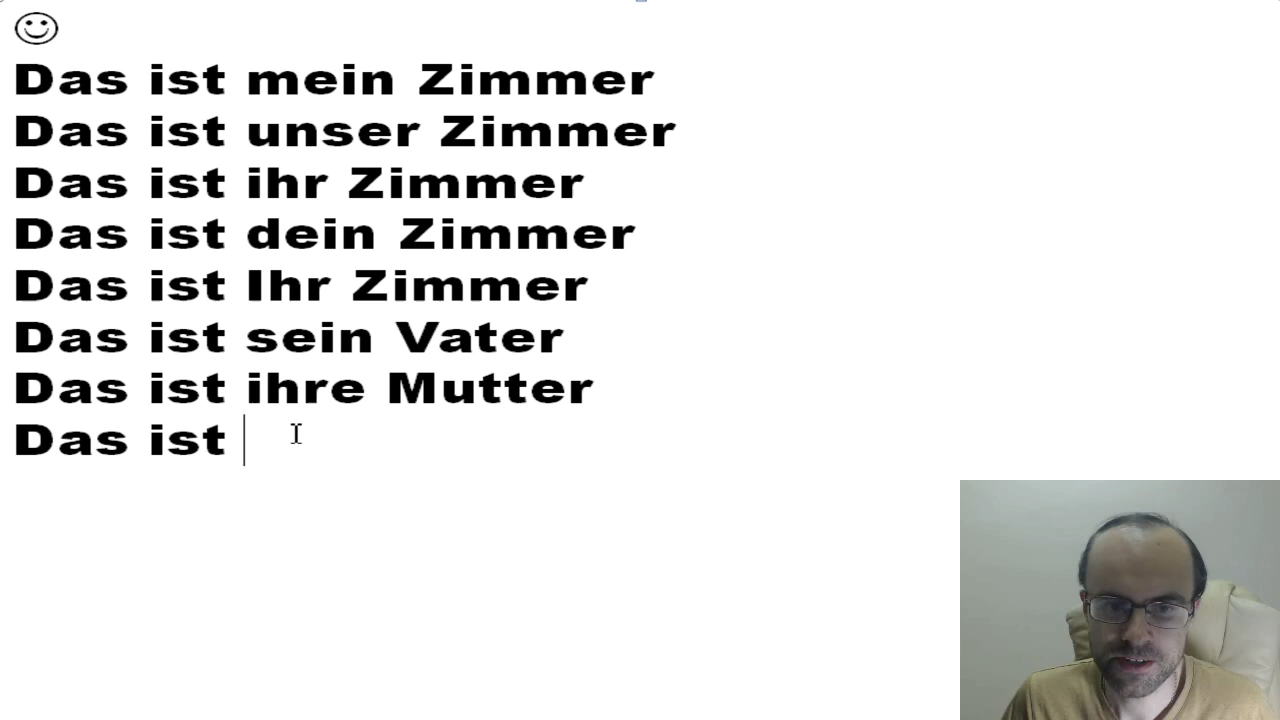 Das ist mein Zimmer
Das ist unser Zimmer
Das ist ihr Zimmer
Das ist dein Zimmer
Das ist Ihr Zimmer
Das ist sein Vater
Das ist ihre Mutter
Das ist